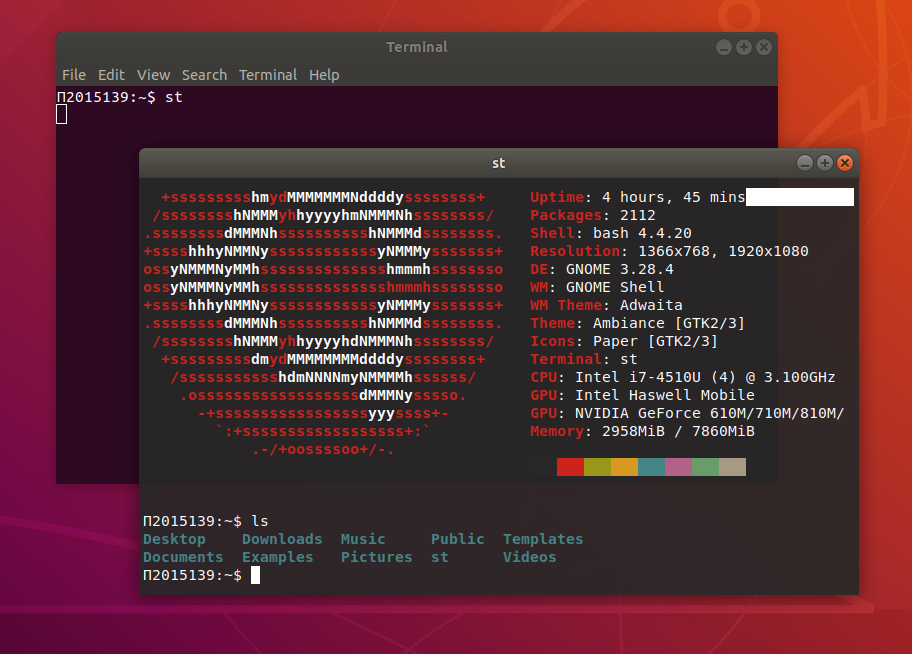 Terminal
File Edit View Search Terminal Help
П2015139:~$ st
st
+ssssssssshmydMMMMMMMNddddyssssssss+ Uptime: 4 hours, 45 mins
/sssssssshNMMMyhhyyyyhmNMMMNhssssssss/ Packages: 2112
.ssssssssdMMMNhsssssssssshNMMMdssssssss. Shell: bash 4.4.20
+sssshhhyNMMNyssssssssssssyNMMMysssssss+ Resolution: 1366x768, 1920x1080
ossyNMMMNyMMhsssssssssssssshmmmhssssssso DE: GNOME 3.28.4
ossyNMMMNyMMhsssssssssssssshmmmhssssssso WM: GNOME Shell
+sssshhhyNMMNyssssssssssssyNMMMysssssss+ WM Theme: Adwaita
.ssssssssdMMMNhsssssssssshNMMMdssssssss. Theme: Ambiance [GTK2/3]
/sssssssshNMMMyhhyyyyhdNMMMNhssssssss/ Icons: Paper [GTK2/3]
+sssssssssdmydMMMMMMMMddddyssssssss+ Terminal: st
/ssssssssssshdmNNNNmyNMMMMhssssss/ CPU: Intel i7-4510U (4) @ 3.100GHz
.ossssssssssssssssssdMMMNysssso. GPU: Intel Haswell Mobile
-+sssssssssssssssssyyyssss+- GPU: NVIDIA GeForce 610M/710M/810M/
`:+ssssssssssssssssss+:` Memory: 2958MiB / 7860MiB
.-/+oossssoo+/-.
П2015139:~$ ls
Desktop Downloads Music Public Templates
Documents Examples Pictures st Videos
П2015139:~$